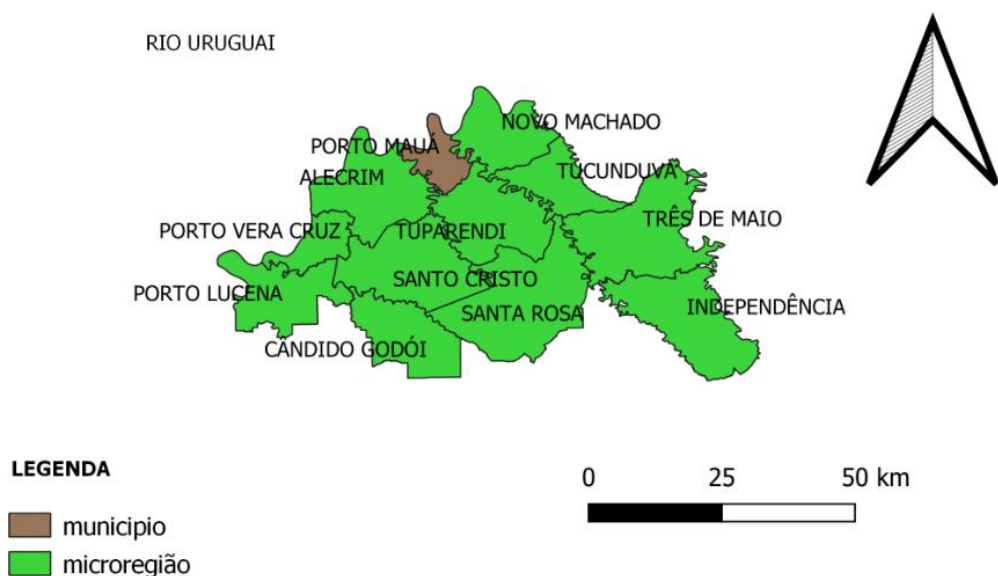 RIO URUGUAI
NOVO MACHADO
PORTO MAUÁ
TUCUNDUVA
ALECRIM
TRÊS DE MAIO
PORTO VERA CRUZ
TUPARENDI
SANTO CRISTO
PORTO LUCENA
INDEPENDÊNCIA
SANTA ROSA
CÂNDIDO GODÓI
LEGENDA
municipio
microregião
0 25 50 km